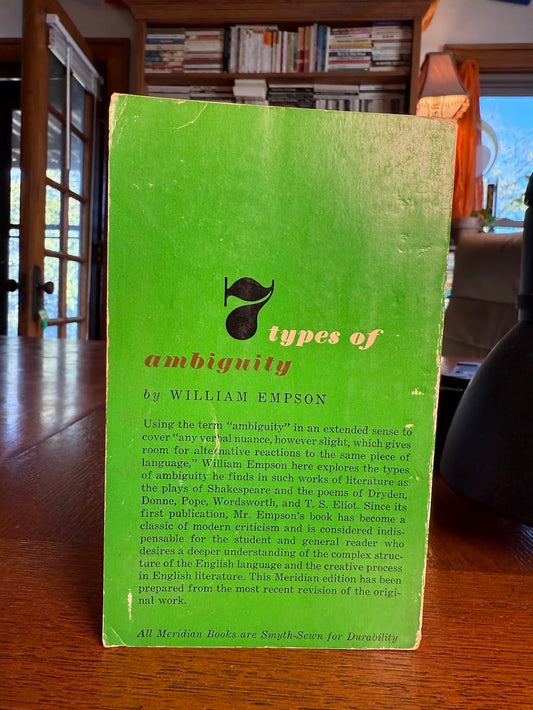 7 types of
ambiguity
by WILLIAM EMPSON
Using the term "ambiguity" in an extended sense to
cover "any verbal nuance, however slight, which gives
room for alternative reactions to the same piece of
language," William Empson here explores the types
of ambiguity he finds in such works of literature as
the plays of Shakespeare and the poems of Dryden,
Donne, Pope, Wordsworth, and T. S. Eliot. Since its
first publication, Mr. Empson's book has become a
classic of modern criticism and is considered indis-
pensable for the student and general reader who
desires a deeper understanding of the complex struc-
ture of the English language and the creative process
in English literature. This Meridian edition has been
prepared from the most recent revision of the origi-
nal work.
All Meridian Books are Smyth-Sewn for Durability